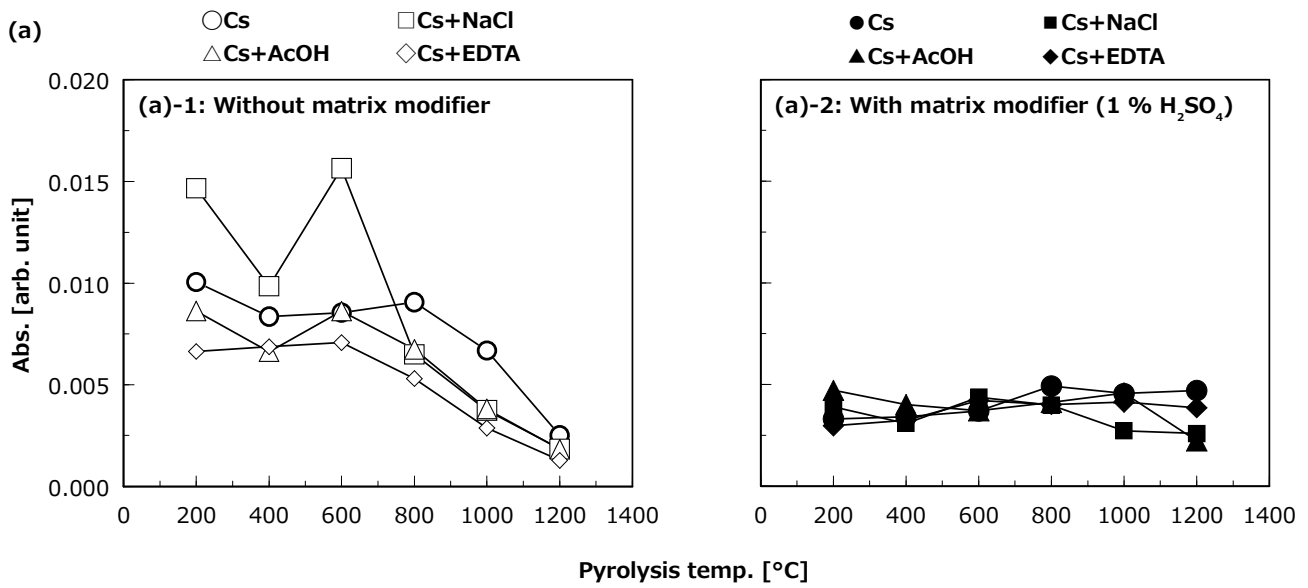 (a)
Cs Cs+NaCl
Cs+AcOH Cs+EDTA
Cs Cs+NaCl
Cs+AcOH Cs+EDTA
(a)-1: Without matrix modifier
(a)-2: With matrix modifier (1 % H₂SO₄)
Abs. [arb. unit]
0.020
0.015
0.010
0.005
0.000
0 200 400 600 800 1000 1200 1400
0 200 400 600 800 1000 1200 1400
Pyrolysis temp. [°C]